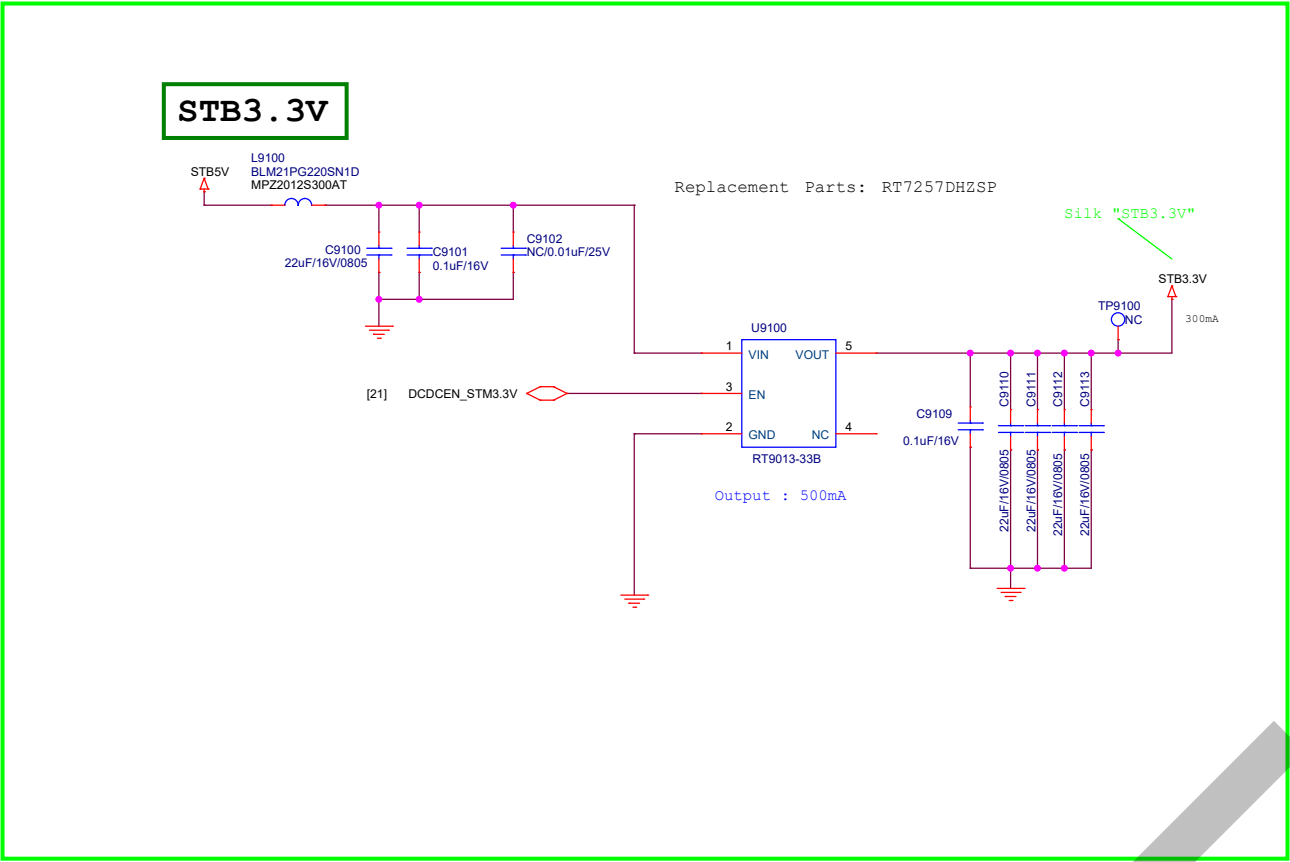 STB3.3V
L9100
STB5V
BLM21PG220SN1D
MPZ2012S300AT
Replacement Parts: RT7257DHZSP
Silk "STB3.3V"
C9100
22uF/16V/0805
C9101
0.1uF/16V
C9102
NC/0.01uF/25V
STB3.3V
TP9100
NC
300mA
U9100
1
VIN
VOUT
5
[21]
DCDCEN_STM3.3V
3
EN
2
GND
NC
4
RT9013-33B
Output : 500mA
C9109
0.1uF/16V
C9110
22uF/16V/0805
C9111
22uF/16V/0805
C9112
22uF/16V/0805
C9113
22uF/16V/0805